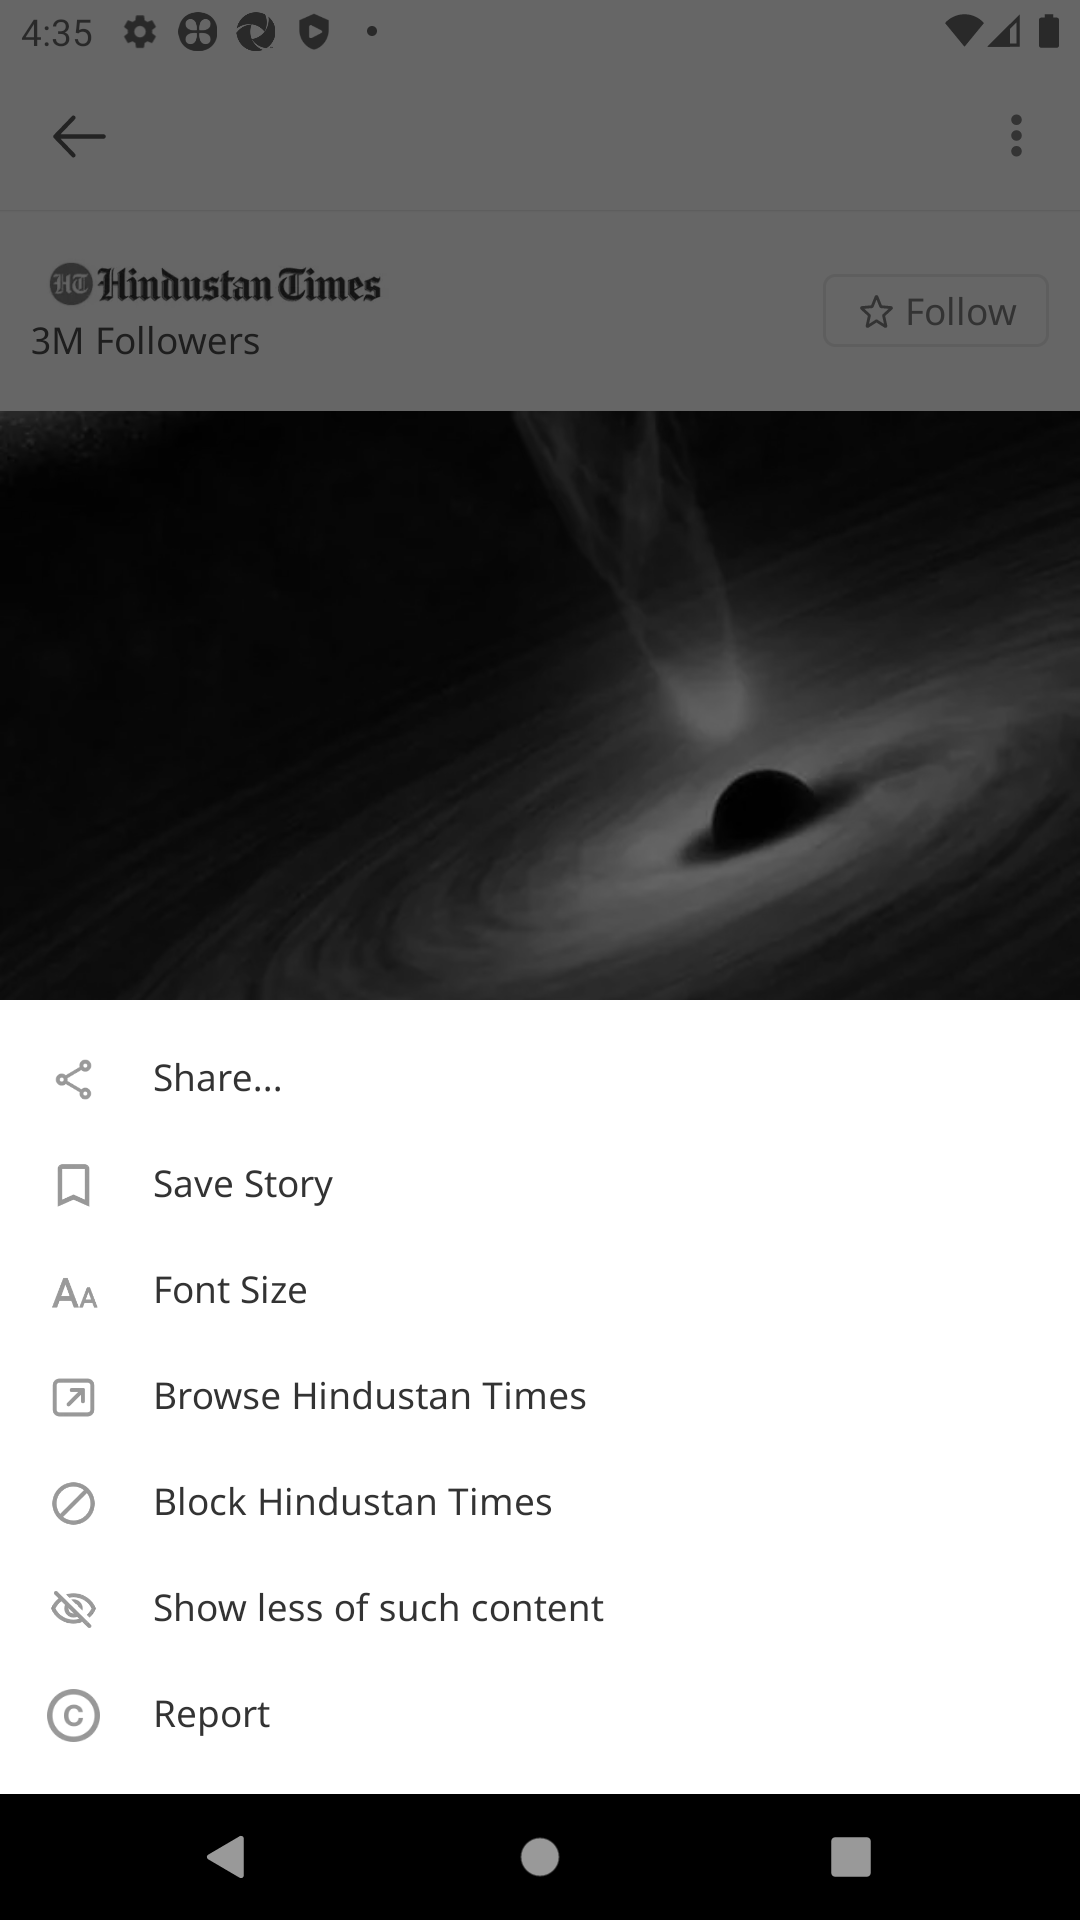 4:35
HT Hindustan Times
3M Followers
Follow
Share...
Save Story
Font Size
Browse Hindustan Times
Block Hindustan Times
Show less of such content
Report